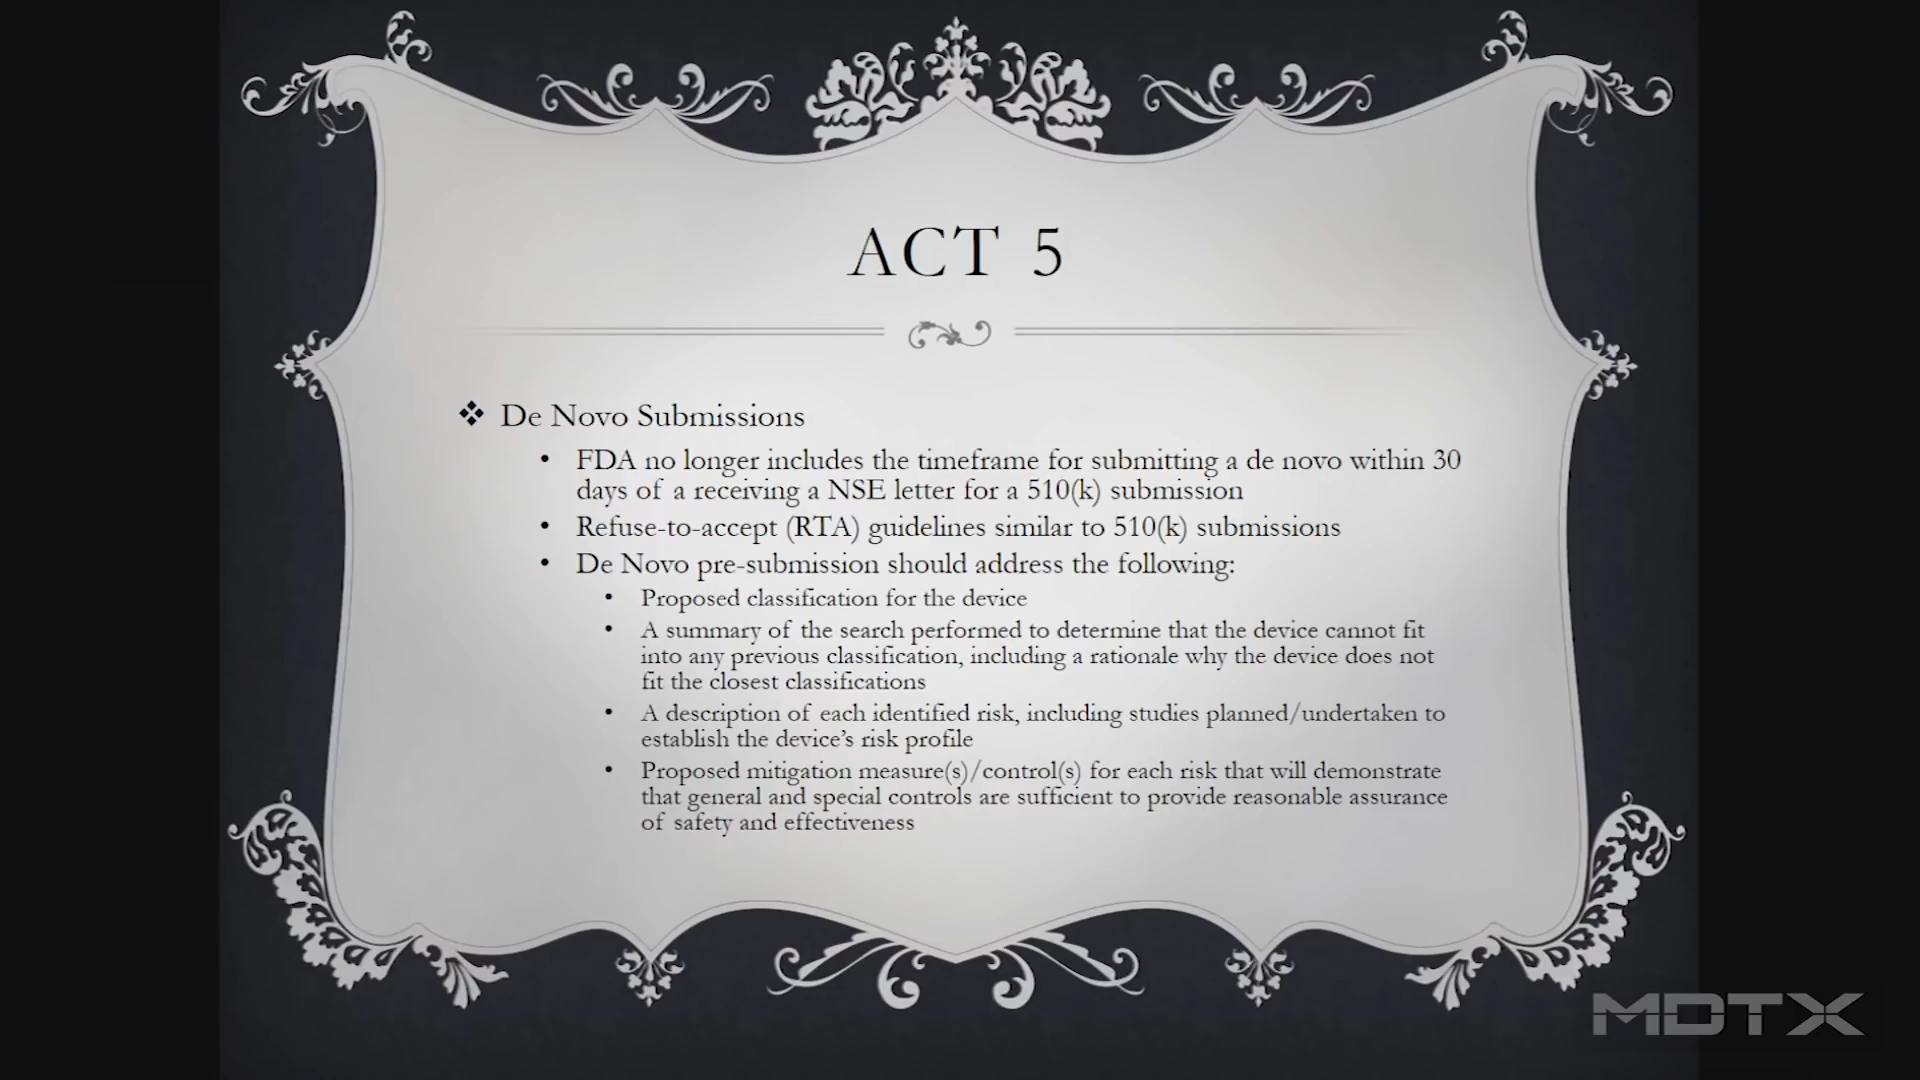 ACT 5
De Novo Submissions
FDA no longer includes the timeframe for submitting a de novo within 30
days of a receiving a NSE letter for a 510(k) submission
Refuse-to-accept (RTA) guidelines similar to 510(k) submissions
De Novo pre-submission should address the following:
Proposed classification for the device
A summary of the search performed to determine that the device cannot fit
into any previous classification, including a rationale why the device does not
fit the closest classifications
A description of each identified risk, including studies planned/undertaken to
establish the device's risk profile
Proposed mitigation measure(s)/control(s) for each risk that will demonstrate
that general and special controls are sufficient to provide reasonable assurance
of safety and effectiveness
MDTX